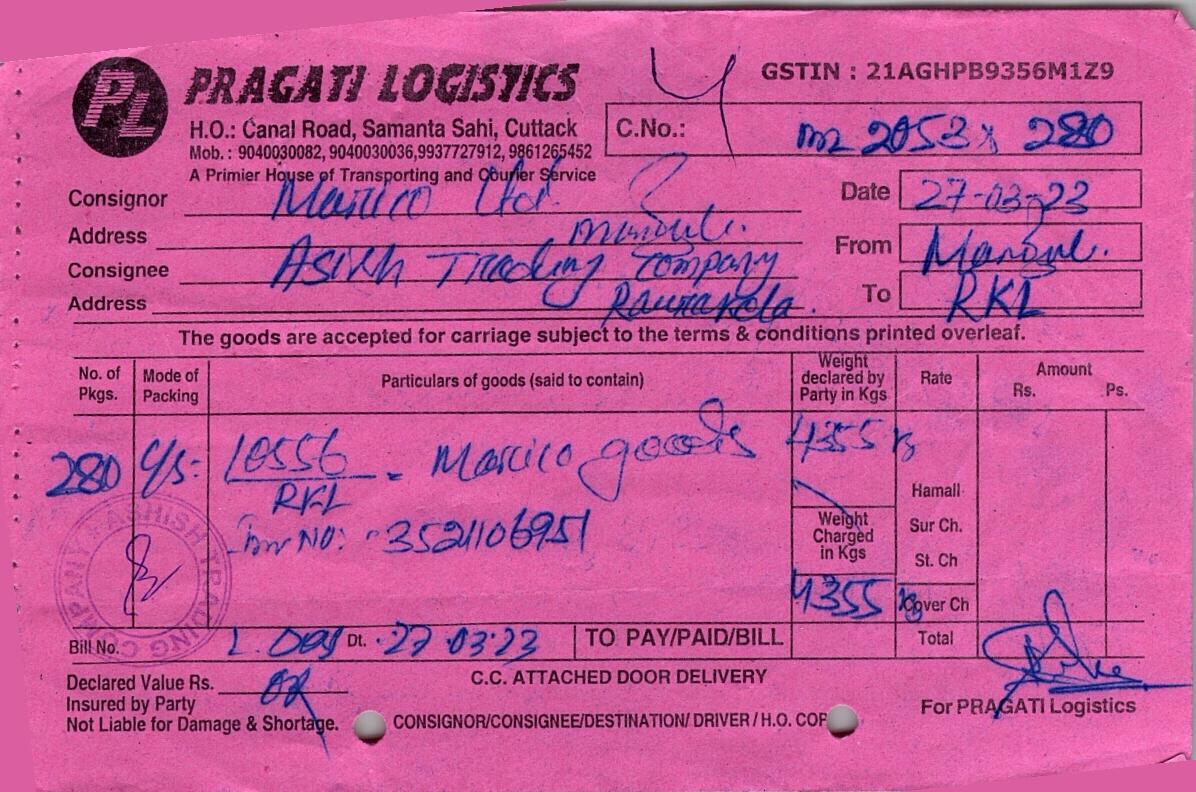 PL PRAGATI LOGISTICS
GSTIN : 21AGHPB9356M1Z9
H.O.: Canal Road, Samanta Sahi, Cuttack
Mob. : 9040030082, 9040030036,9937727912, 9861265452
A Primier House of Transporting and Courier Service
C.No.: 2053 x 280
Consignor Marico Ltd
Date 27-03-23
Address
From
Consignee Trading Company
Address
To RKL
The goods are accepted for carriage subject to the terms & conditions printed overleaf.
No. of Pkgs. Mode of Packing Particulars of goods (said to contain) Weight declared by Party in Kgs Rate Amount Rs. Ps.
280 C/s- 10556 / RKL - Marico goods 4355 k
Hamall
Inv NO: - 3521106951
Weight Charged in Kgs
Sur Ch.
St. Ch
4355 k
Cover Ch
ASHISH TRADING COMPANY
Bill No. Dt. 27 03-23 TO PAY/PAID/BILL Total
Declared Value Rs.
C.C. ATTACHED DOOR DELIVERY
Insured by Party
Not Liable for Damage & Shortage.
CONSIGNOR/CONSIGNEE/DESTINATION/ DRIVER / H.O. COP
For PRAGATI Logistics